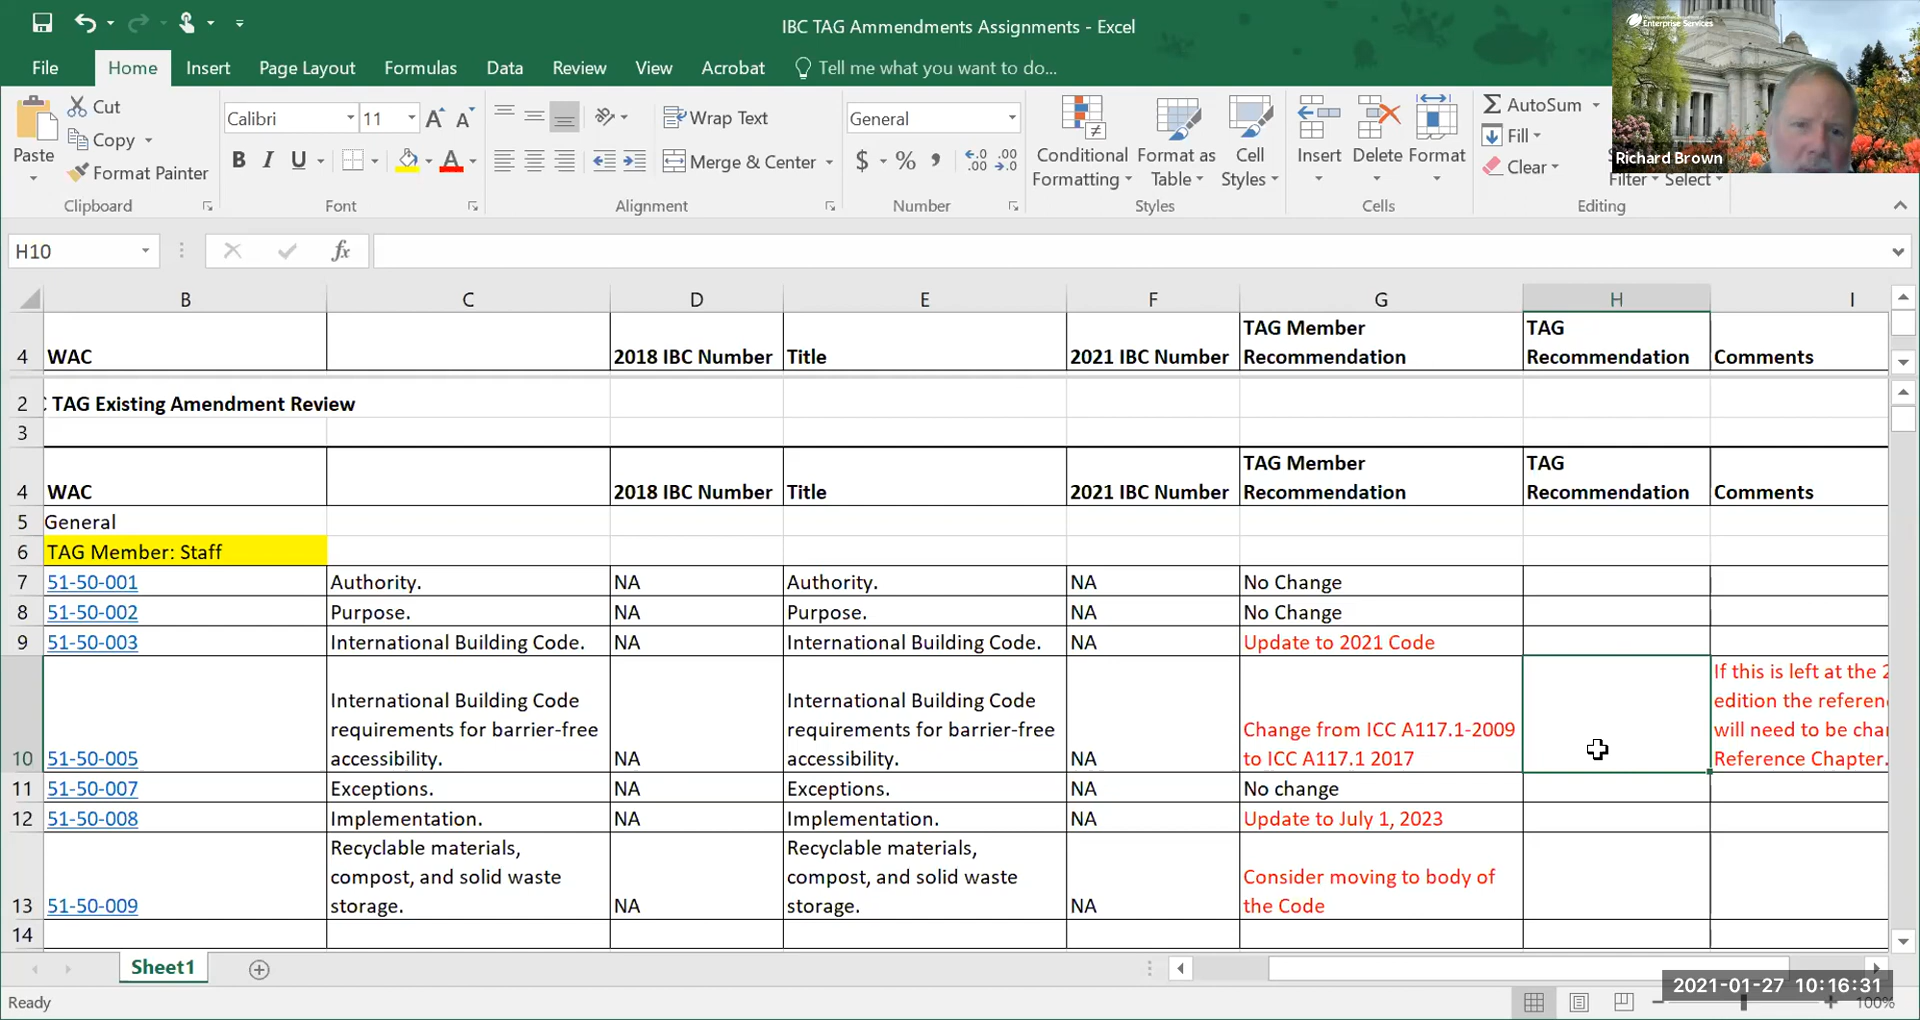 IBC TAG Ammendments Assignments - Excel
Enterprise Services
File Home Insert Page Layout Formulas Data Review View Acrobat Tell me what you want to do...
Cut
Copy
Paste
Format Painter
Clipboard
Calibri 11
B I U
Font
Wrap Text
Merge & Center
Alignment
General
$ % ,
Number
Conditional Formatting
Format as Table
Cell Styles
Styles
Insert Delete Format
Cells
AutoSum
Fill
Clear
Filter Select
Editing
Richard Brown
H10 fx
B C D E F G H I
TAG Member TAG
4 WAC 2018 IBC Number Title 2021 IBC Number Recommendation Recommendation Comments
2 TAG Existing Amendment Review
3
TAG Member TAG
4 WAC 2018 IBC Number Title 2021 IBC Number Recommendation Recommendation Comments
5 General
6 TAG Member: Staff
7 51-50-001 Authority. NA Authority. NA No Change
8 51-50-002 Purpose. NA Purpose. NA No Change
9 51-50-003 International Building Code. NA International Building Code. NA Update to 2021 Code
If this is left at the 2
International Building Code International Building Code edition the referen
requirements for barrier-free requirements for barrier-free Change from ICC A117.1-2009 will need to be cha
10 51-50-005 accessibility. NA accessibility. NA to ICC A117.1 2017 Reference Chapter.
11 51-50-007 Exceptions. NA Exceptions. NA No change
12 51-50-008 Implementation. NA Implementation. NA Update to July 1, 2023
Recyclable materials, Recyclable materials,
compost, and solid waste compost, and solid waste Consider moving to body of
13 51-50-009 storage. NA storage. NA the Code
14
Sheet1
2021-01-27 10:16:31
Ready 100%